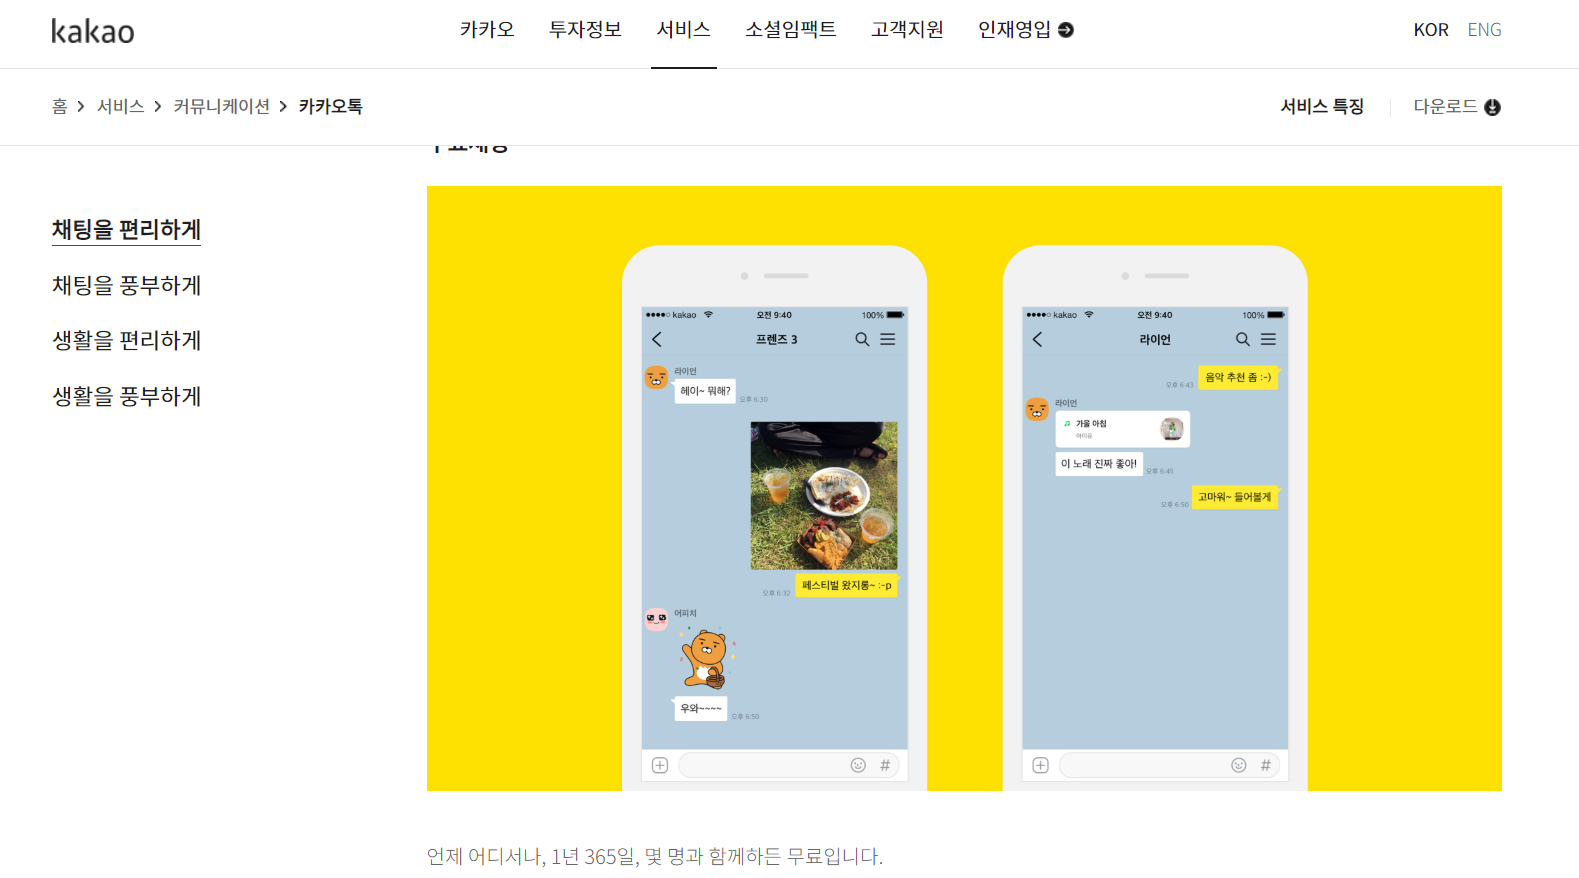 kakao
카카오 투자정보 서비스 소셜임팩트 고객지원 인재영입
KOR ENG
홈 > 서비스 > 커뮤니케이션 > 카카오톡
서비스 특징 다운로드
채팅을 편리하게
채팅을 풍부하게
생활을 편리하게
생활을 풍부하게
kakao 오전 9:40 100%
프렌즈 3
라이언
헤이~ 뭐해?
오후 6:30
페스티벌 왔지롱~ :-p
오후 6:32
어피치
우와~~~~
오후 6:50
#
kakao 오전 9:40 100%
라이언
음악 추천 좀 :-)
오후 6:43
라이언
가을 아침
아이유
이 노래 진짜 좋아!
오후 6:45
고마워~ 들어볼게
오후 6:50
#
언제 어디서나, 1년 365일, 몇 명과 함께하든 무료입니다.